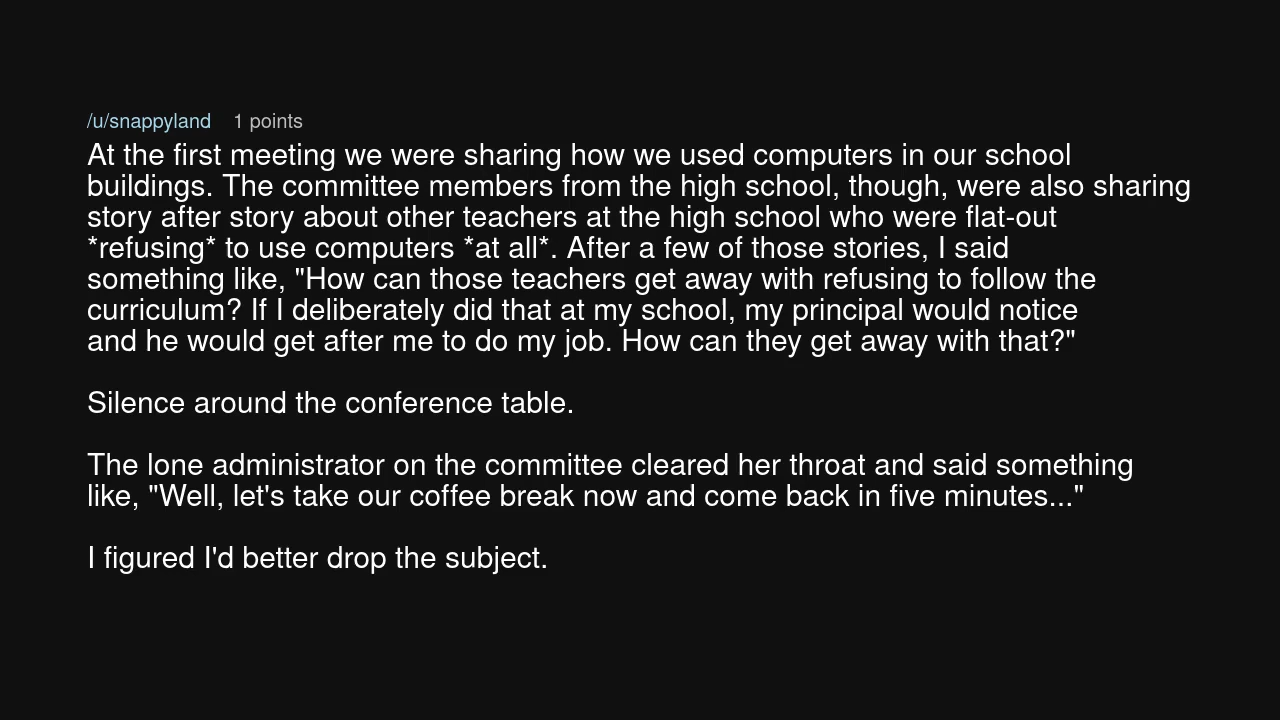 /u/snappyland 1 points
At the first meeting we were sharing how we used computers in our school
buildings. The committee members from the high school, though, were also sharing
story after story about other teachers at the high school who were flat-out
*refusing* to use computers *at all*. After a few of those stories, I said
something like, "How can those teachers get away with refusing to follow the
curriculum? If I deliberately did that at my school, my principal would notice
and he would get after me to do my job. How can they get away with that?"
Silence around the conference table.
The lone administrator on the committee cleared her throat and said something
like, "Well, let's take our coffee break now and come back in five minutes..."
I figured I'd better drop the subject.